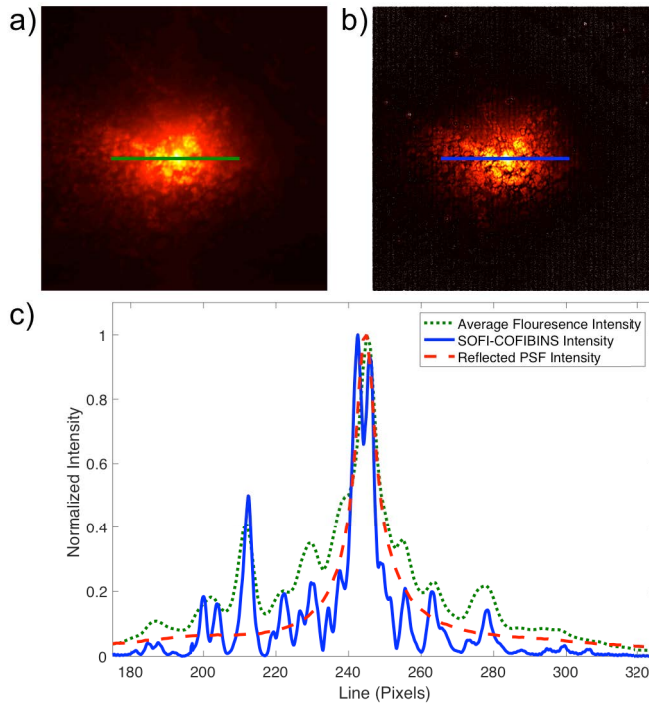 a)
b)
c)
Average Flouresence Intensity
SOFI-COFIBINS Intensity
Reflected PSF Intensity
Normalized Intensity
1
0.8
0.6
0.4
0.2
0
180 200 220 240 260 280 300 320
Line (Pixels)